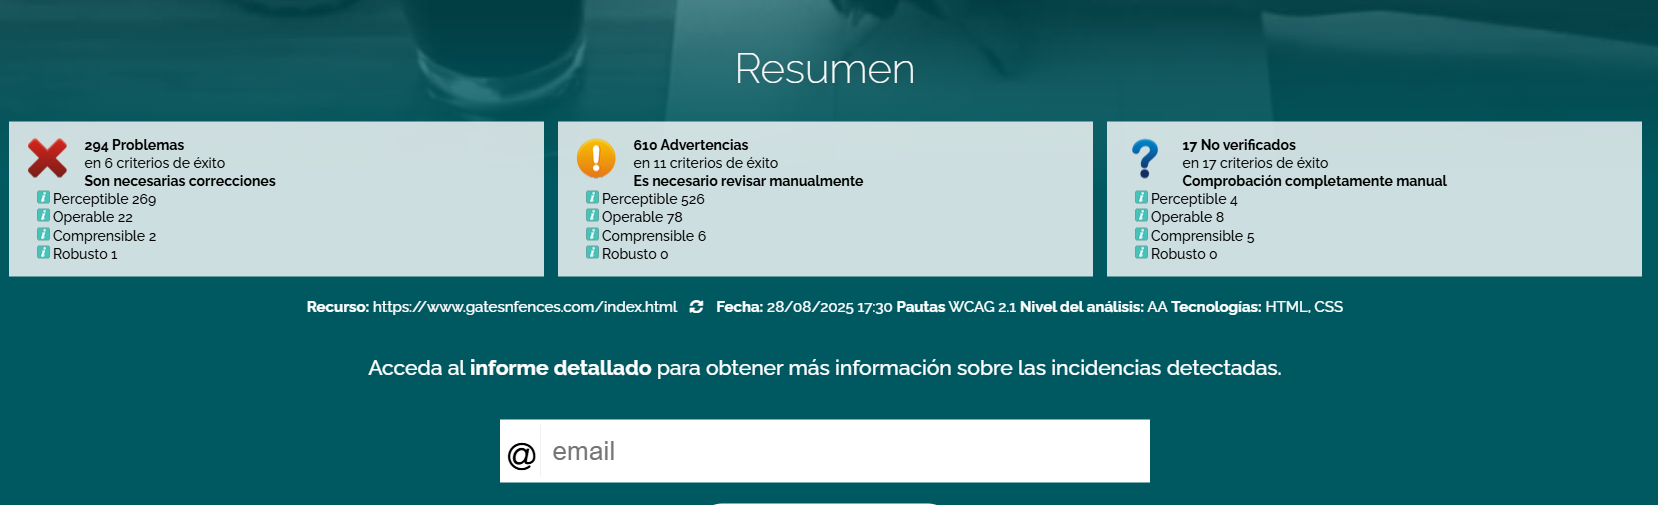 Resumen
294 Problemas
en 6 criterios de éxito
Son necesarias correcciones
Perceptible 269
Operable 22
Comprensible 2
Robusto 1
610 Advertencias
en 11 criterios de éxito
Es necesario revisar manualmente
Perceptible 526
Operable 78
Comprensible 6
Robusto 0
17 No verificados
en 17 criterios de éxito
Comprobación completamente manual
Perceptible 4
Operable 8
Comprensible 5
Robusto 0
Recurso: https://www.gatesnfences.com/index.html Fecha: 28/08/2025 17:30 Pautas WCAG 2.1 Nivel del análisis: AA Tecnologías: HTML, CSS
Acceda al informe detallado para obtener más información sobre las incidencias detectadas.
@ email